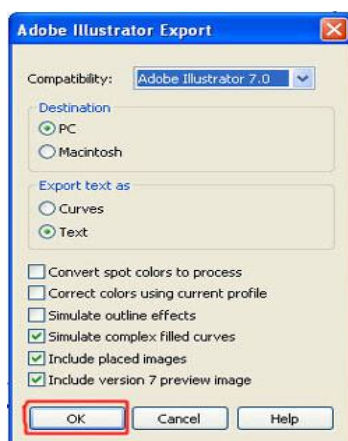 Adobe Illustrator Export
Compatibility: Adobe Illustrator 7.0
Destination
PC
Macintosh
Export text as
Curves
Text
Convert spot colors to process
Correct colors using current profile
Simulate outline effects
Simulate complex filled curves
Include placed images
Include version 7 preview image
OK Cancel Help